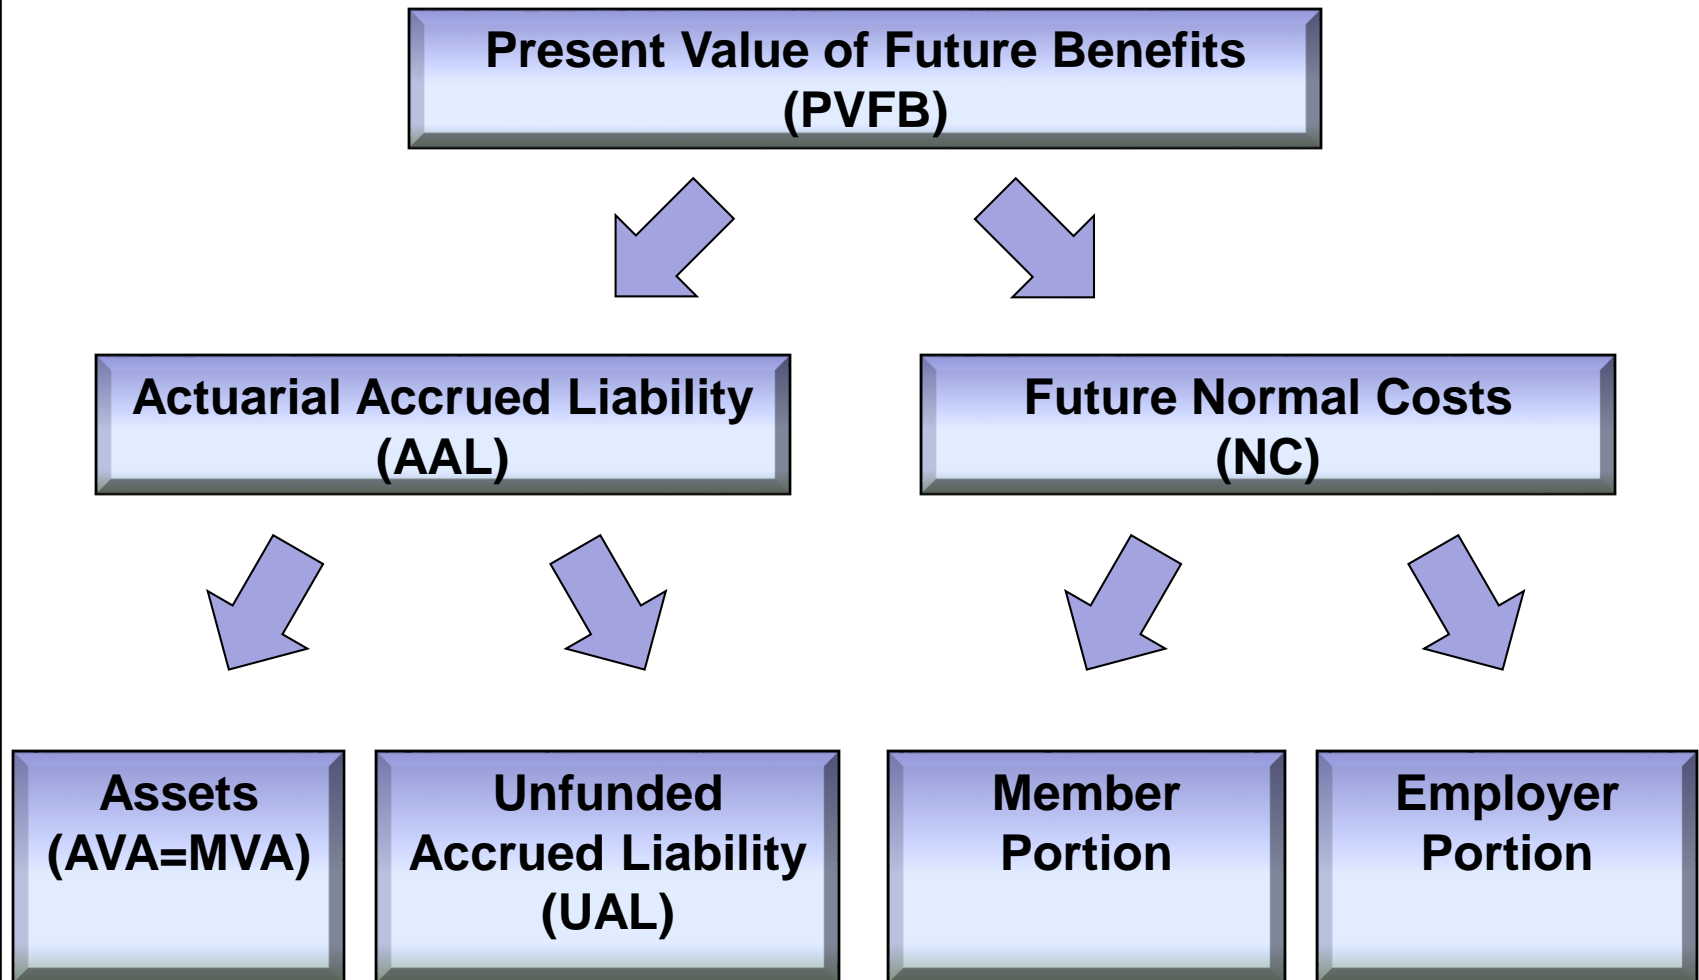 Present Value of Future Benefits
(PVFB)
Actuarial Accrued Liability
(AAL)
Future Normal Costs
(NC)
Assets
(AVA=MVA)
Unfunded
Accrued Liability
(UAL)
Member
Portion
Employer
Portion